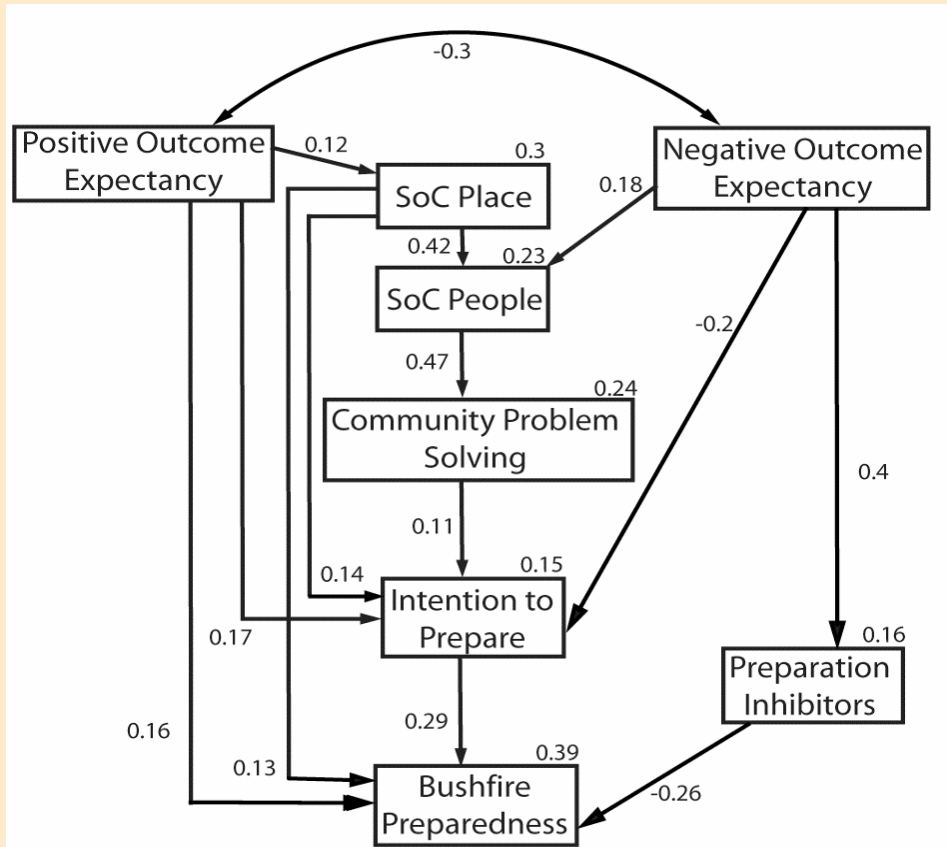 -0.3
Positive Outcome
Expectancy
0.12
0.3
Negative Outcome
Expectancy
SoC Place
0.18
0.42
0.23
SoC People
-0.2
0.47
0.24
Community Problem
Solving
0.4
0.11
0.15
0.14
Intention to
Prepare
0.17
0.16
Preparation
Inhibitors
0.29
0.16
0.39
0.13
Bushfire
Preparedness
-0.26